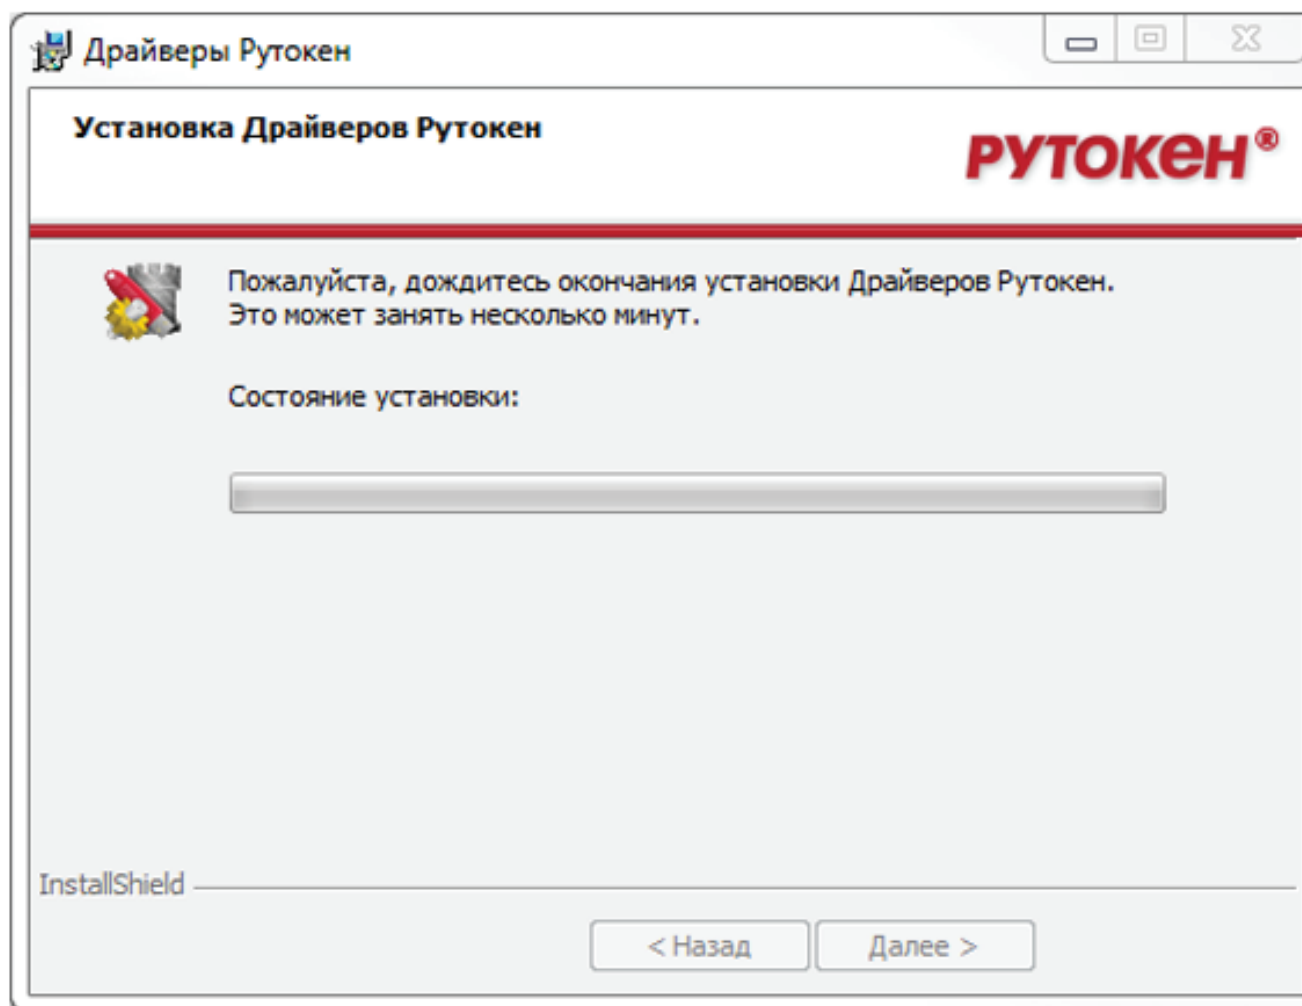 Драйверы Рутокен
Установка Драйверов Рутокен
РУТОКЕН®
Пожалуйста, дождитесь окончания установки Драйверов Рутокен.
Это может занять несколько минут.
Состояние установки:
InstallShield
< Назад
Далее >